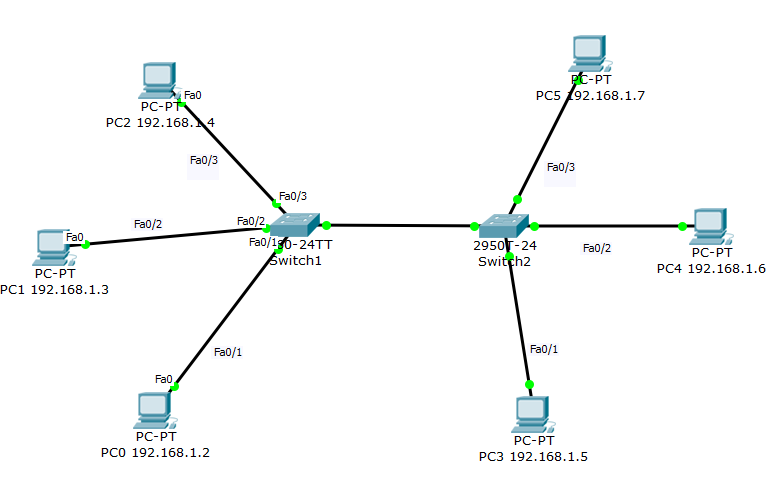 PC-PT
PC5 192.168.1.7
Fa0
PC-PT
PC2 192.168.1.4
Fa0/3
Fa0/3
Fa0/3
Fa0/2
Fa0/2
Fa0
Fa0/1
-24TT
Switch1
2950T-24
Switch2
Fa0/2
PC-PT
PC4 192.168.1.6
PC-PT
PC1 192.168.1.3
Fa0/1
Fa0/1
Fa0
PC-PT
PC0 192.168.1.2
PC-PT
PC3 192.168.1.5